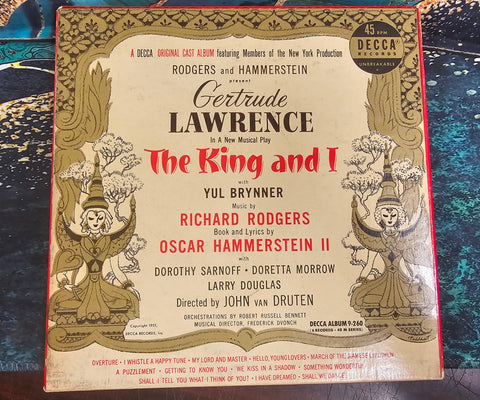 45
RPM
DECCA
RECORDS
UNBREAKABLE
A DECCA ORIGINAL CAST ALBUM featuring Members of the New York Production
RODGERS and HAMMERSTEIN
present
Gertrude
LAWRENCE
In A New Musical Play
The King and I
with
YUL BRYNNER
Music by
RICHARD RODGERS
Book and Lyrics by
OSCAR HAMMERSTEIN II
with
DOROTHY SARNOFF · DORETTA MORROW
LARRY DOUGLAS
Directed by JOHN VAN DRUTEN
ORCHESTRATIONS BY ROBERT RUSSELL BENNETT
MUSICAL DIRECTOR, FREDERICK DVONCH
Copyright 1951,
DECCA RECORDS, Inc.
DECCA ALBUM 9-260
OVERTURE · I WHISTLE A HAPPY TUNE · MY LORD AND MASTER · HELLO, YOUNG LOVERS · MARCH OF THE SIAMESE CHILDREN
A PUZZLEMENT · GETTING TO KNOW YOU · WE KISS IN A SHADOW · SOMETHING WONDERFUL
SHALL I TELL YOU WHAT I THINK OF YOU? · I HAVE DREAMED · SHALL WE DANCE?